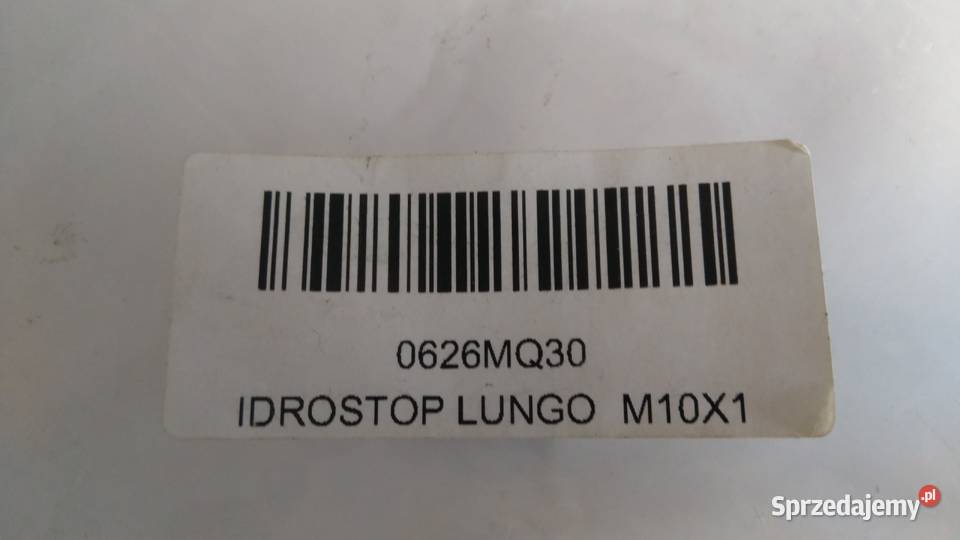 0626MQ30
IDROSTOP LUNGO M10X1
Sprzedajemy.pl